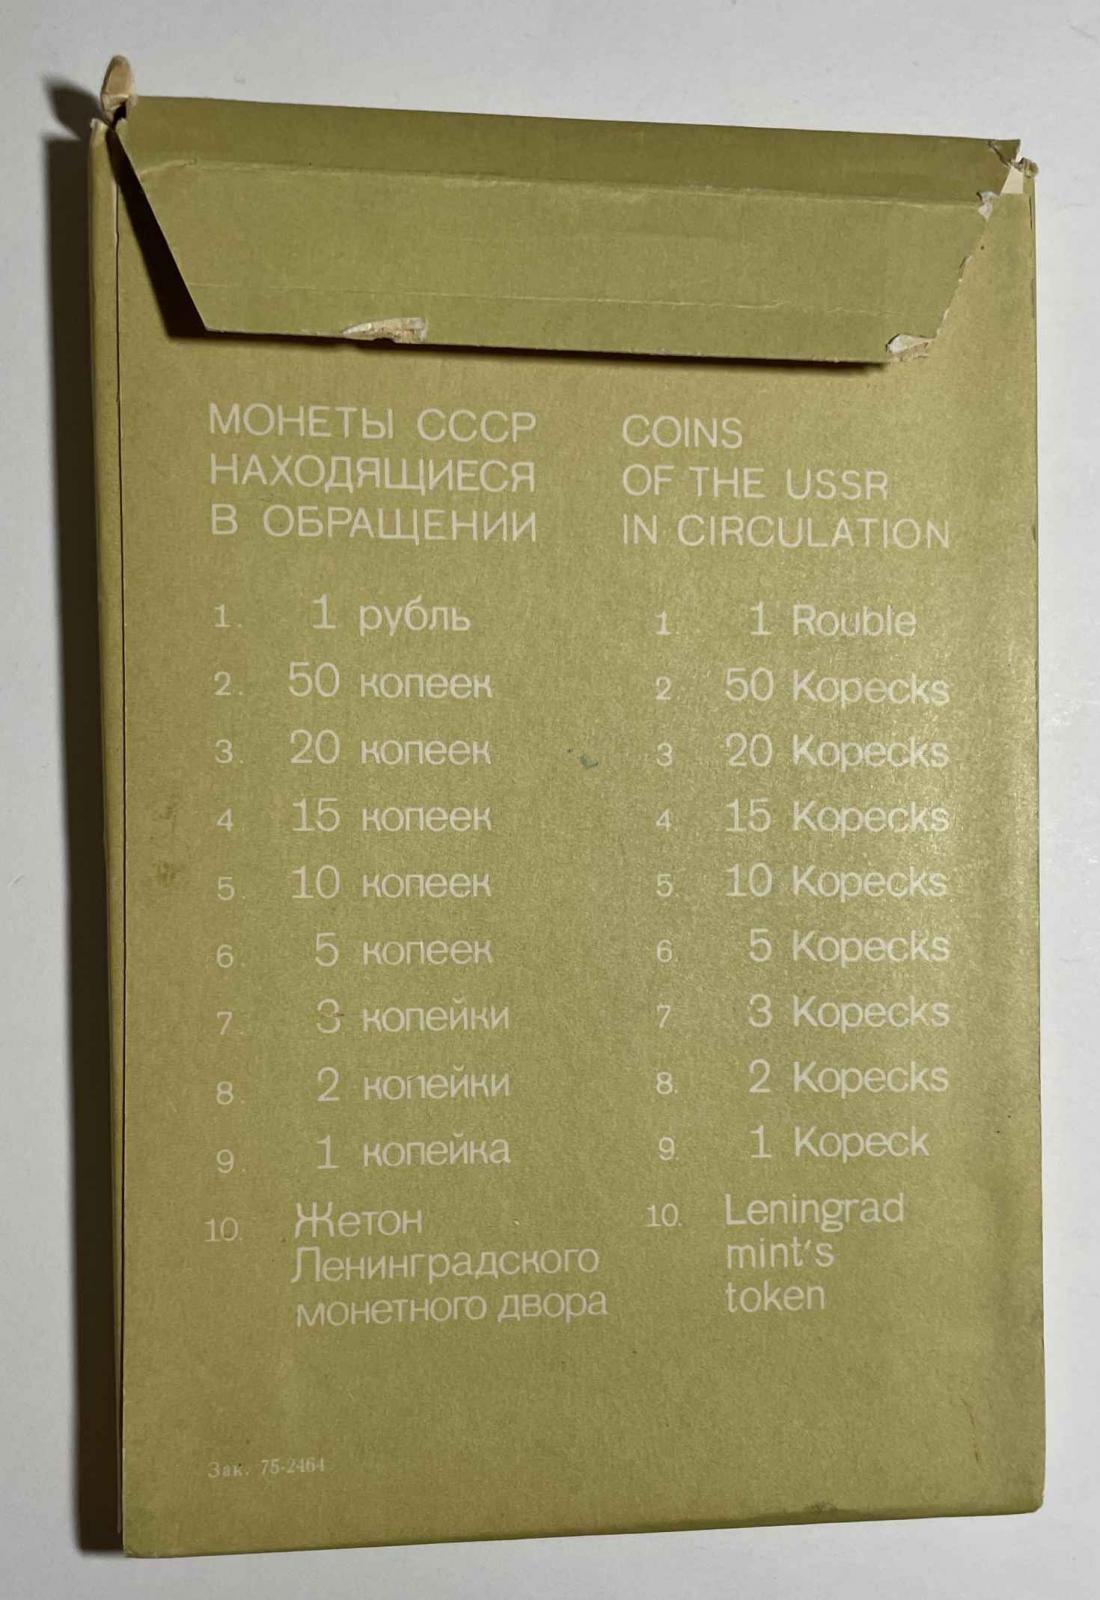 МОНЕТЫ СССР
НАХОДЯЩИЕСЯ
В ОБРАЩЕНИИ
1. 1 рубль
2. 50 копеек
3. 20 копеек
4 15 копеек
5. 10 копеек
6. 5 копеек
7. 3 копейки
8. 2 копейки
9. 1 копейка
10. Жетон
Ленинградского
монетного двора
COINS
OF THE USSR
IN CIRCULATION
1 1 Rouble
2 50 Kopecks
3 20 Kopecks
4. 15 Kopecks
5. 10 Kopecks
6. 5 Kopecks
7 3 Kopecks
8. 2 Kopecks
9. 1 Kopeck
10. Leningrad
mint's
token
Зак. 75-2464